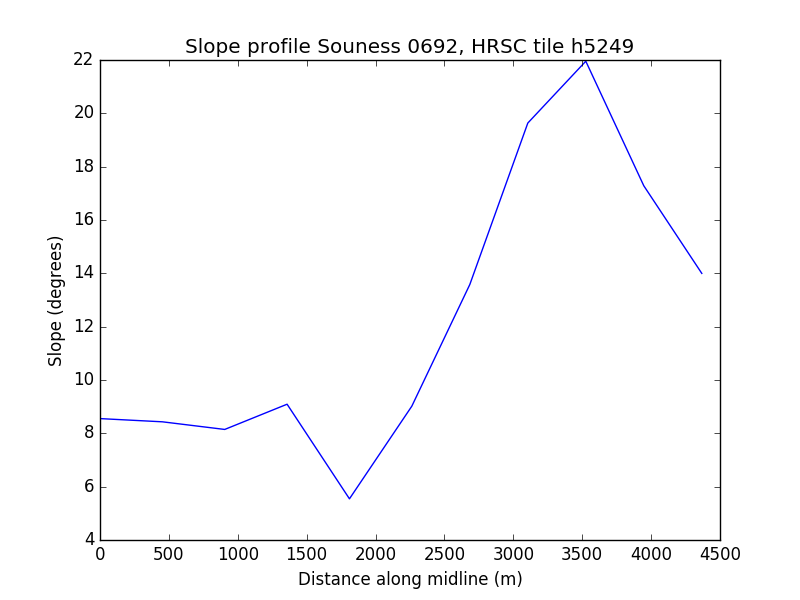 Slope profile Souness 0692, HRSC tile h5249
22
20
18
16
14
12
10
8
6
4
Slope (degrees)
0 500 1000 1500 2000 2500 3000 3500 4000 4500
Distance along midline (m)